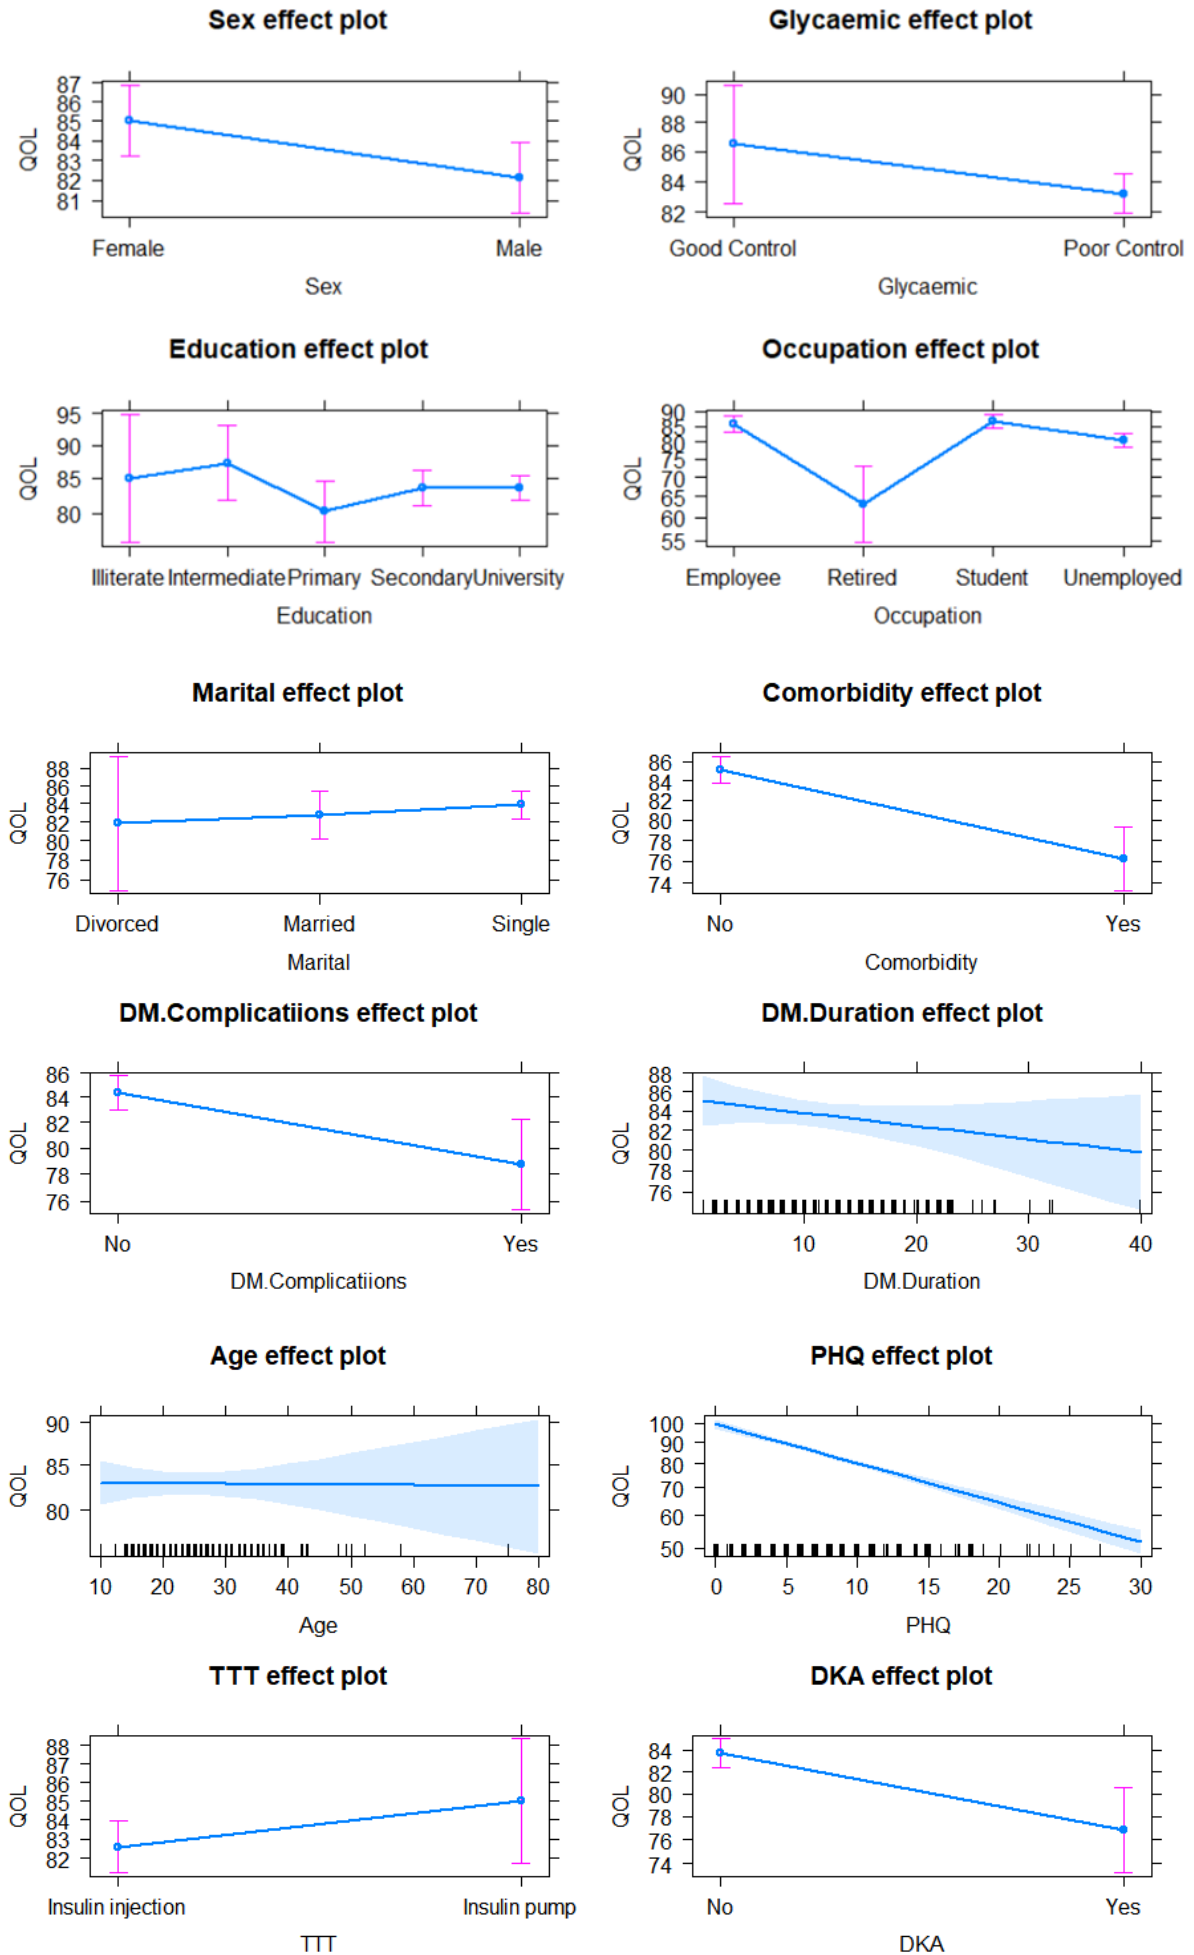 Sex effect plot
87
86
85
84
83
82
81
QOL
Female Male
Sex
Glycaemic effect plot
90
88
86
84
82
QOL
Good Control Poor Control
Glycaemic
Education effect plot
95
90
85
80
QOL
Illiterate Intermediate Primary Secondary University
Education
Occupation effect plot
90
85
80
75
70
65
60
55
QOL
Employee Retired Student Unemployed
Occupation
Marital effect plot
88
86
84
82
80
78
76
QOL
Divorced Married Single
Marital
Comorbidity effect plot
86
84
82
80
78
76
74
QOL
No Yes
Comorbidity
DM.Complicatiions effect plot
86
84
82
80
78
76
QOL
No Yes
DM.Complicatiions
DM.Duration effect plot
88
86
84
82
80
78
76
QOL
10 20 30 40
DM.Duration
Age effect plot
90
85
80
QOL
10 20 30 40 50 60 70 80
Age
PHQ effect plot
100
90
80
70
60
50
QOL
0 5 10 15 20 25 30
PHQ
TTT effect plot
88
87
86
85
84
83
82
QOL
Insulin injection Insulin pump
TTT
DKA effect plot
84
82
80
78
76
74
QOL
No Yes
DKA